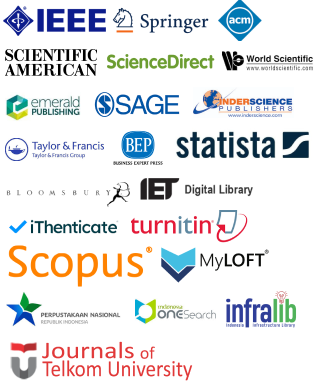 IEEE Springer acm
SCIENTIFIC AMERICAN ScienceDirect World Scientific
www.worldscientific.com
emerald PUBLISHING SAGE INDERSCIENCE PUBLISHERS
www.inderscience.com
Taylor & Francis
Taylor & Francis Group
BEP
BUSINESS EXPERT PRESS
statista
BLOOMSBURY IET Digital Library
iThenticate® turnitin
Scopus® MyLOFT®
PERPUSTAKAAN NASIONAL
REPUBLIK INDONESIA
indonesia
oneSearch
infralib
Indonesia Infrastructure Library
Journals of
Telkom University